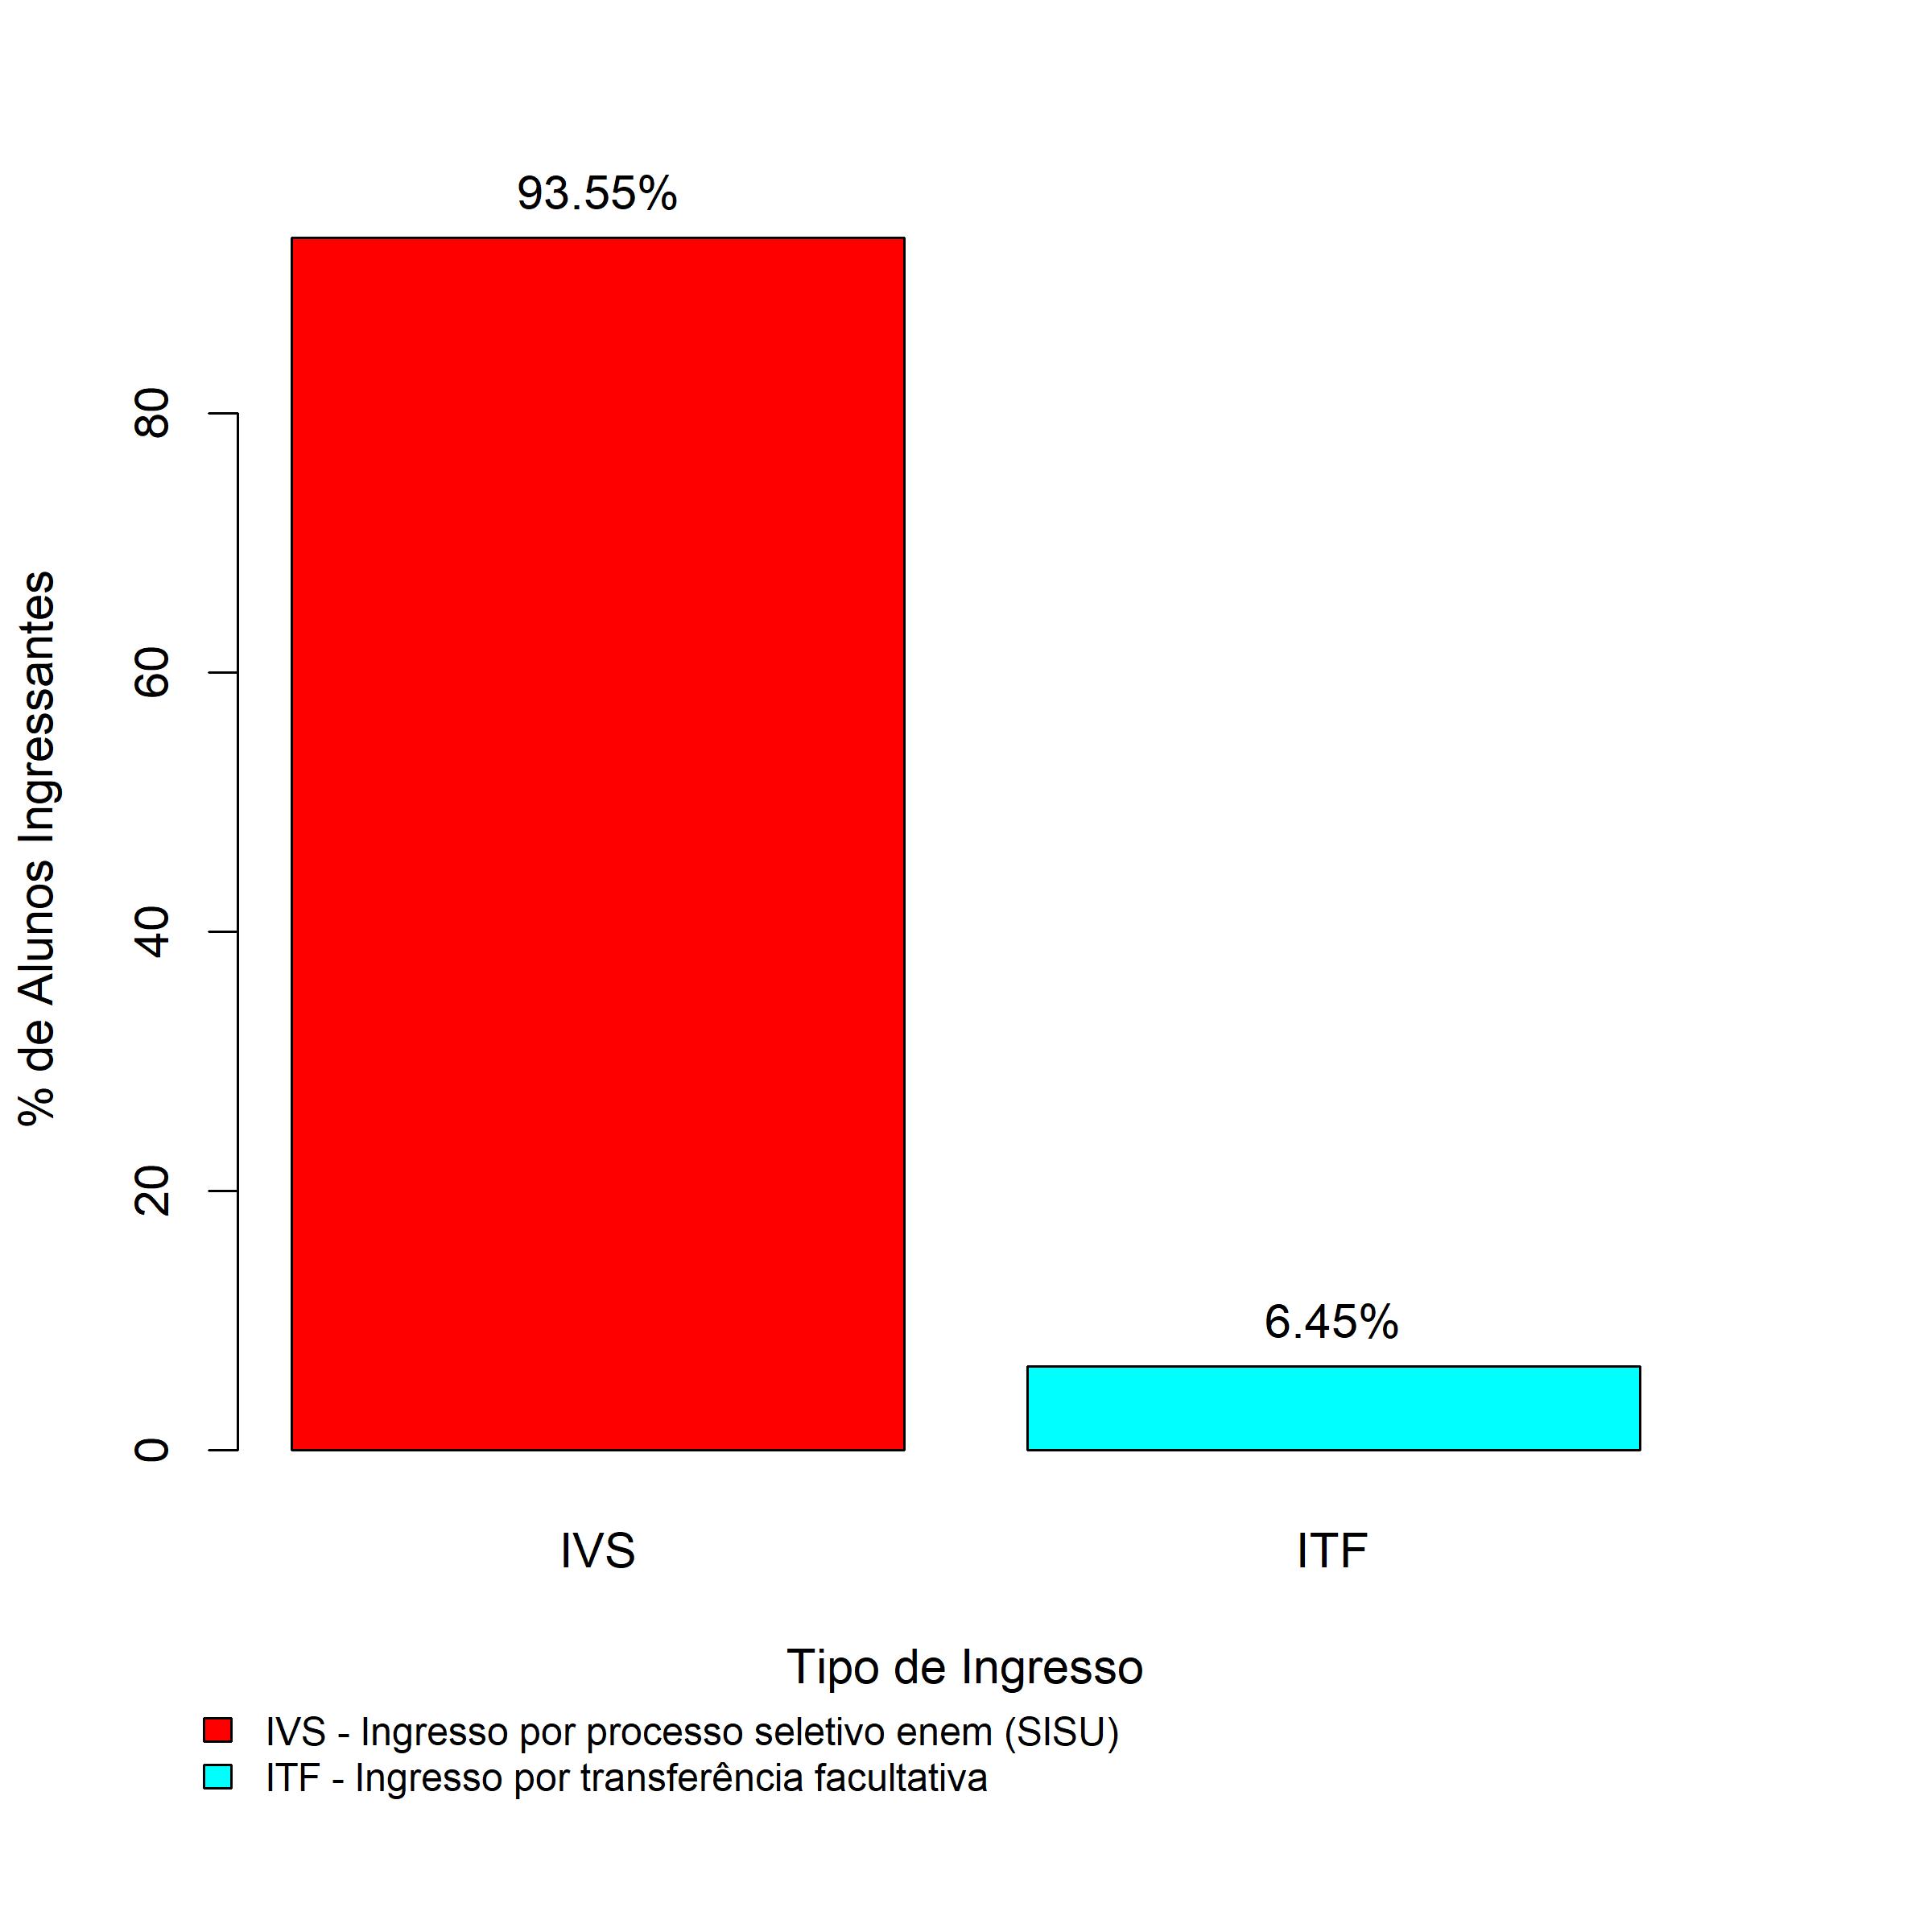 93.55%
80
60
40
20
0
% de Alunos Ingressantes
6.45%
IVS
ITF
Tipo de Ingresso
IVS - Ingresso por processo seletivo enem (SISU)
ITF - Ingresso por transferência facultativa